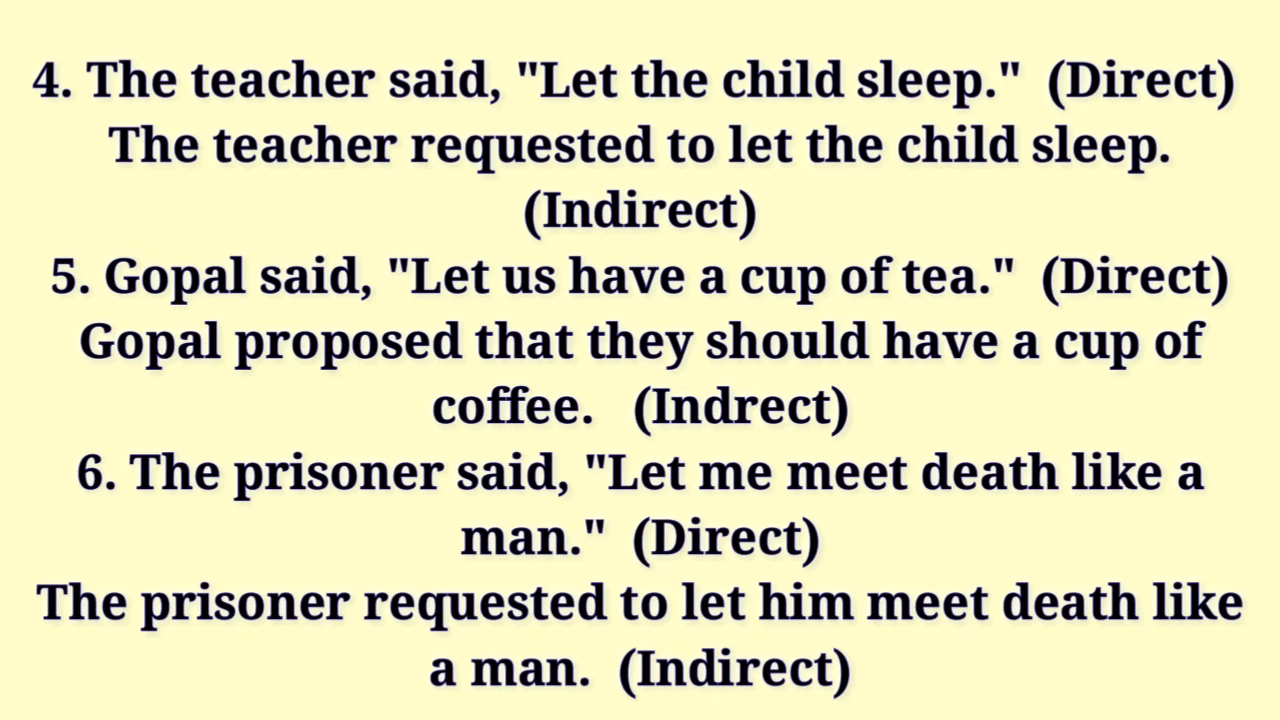 4. The teacher said, "Let the child sleep."  (Direct)
The teacher requested to let the child sleep.
(Indirect)
5. Gopal said, "Let us have a cup of tea."  (Direct)
Gopal proposed that they should have a cup of
coffee.   (Indrect)
6. The prisoner said, "Let me meet death like a
man."  (Direct)
The prisoner requested to let him meet death like
a man.  (Indirect)